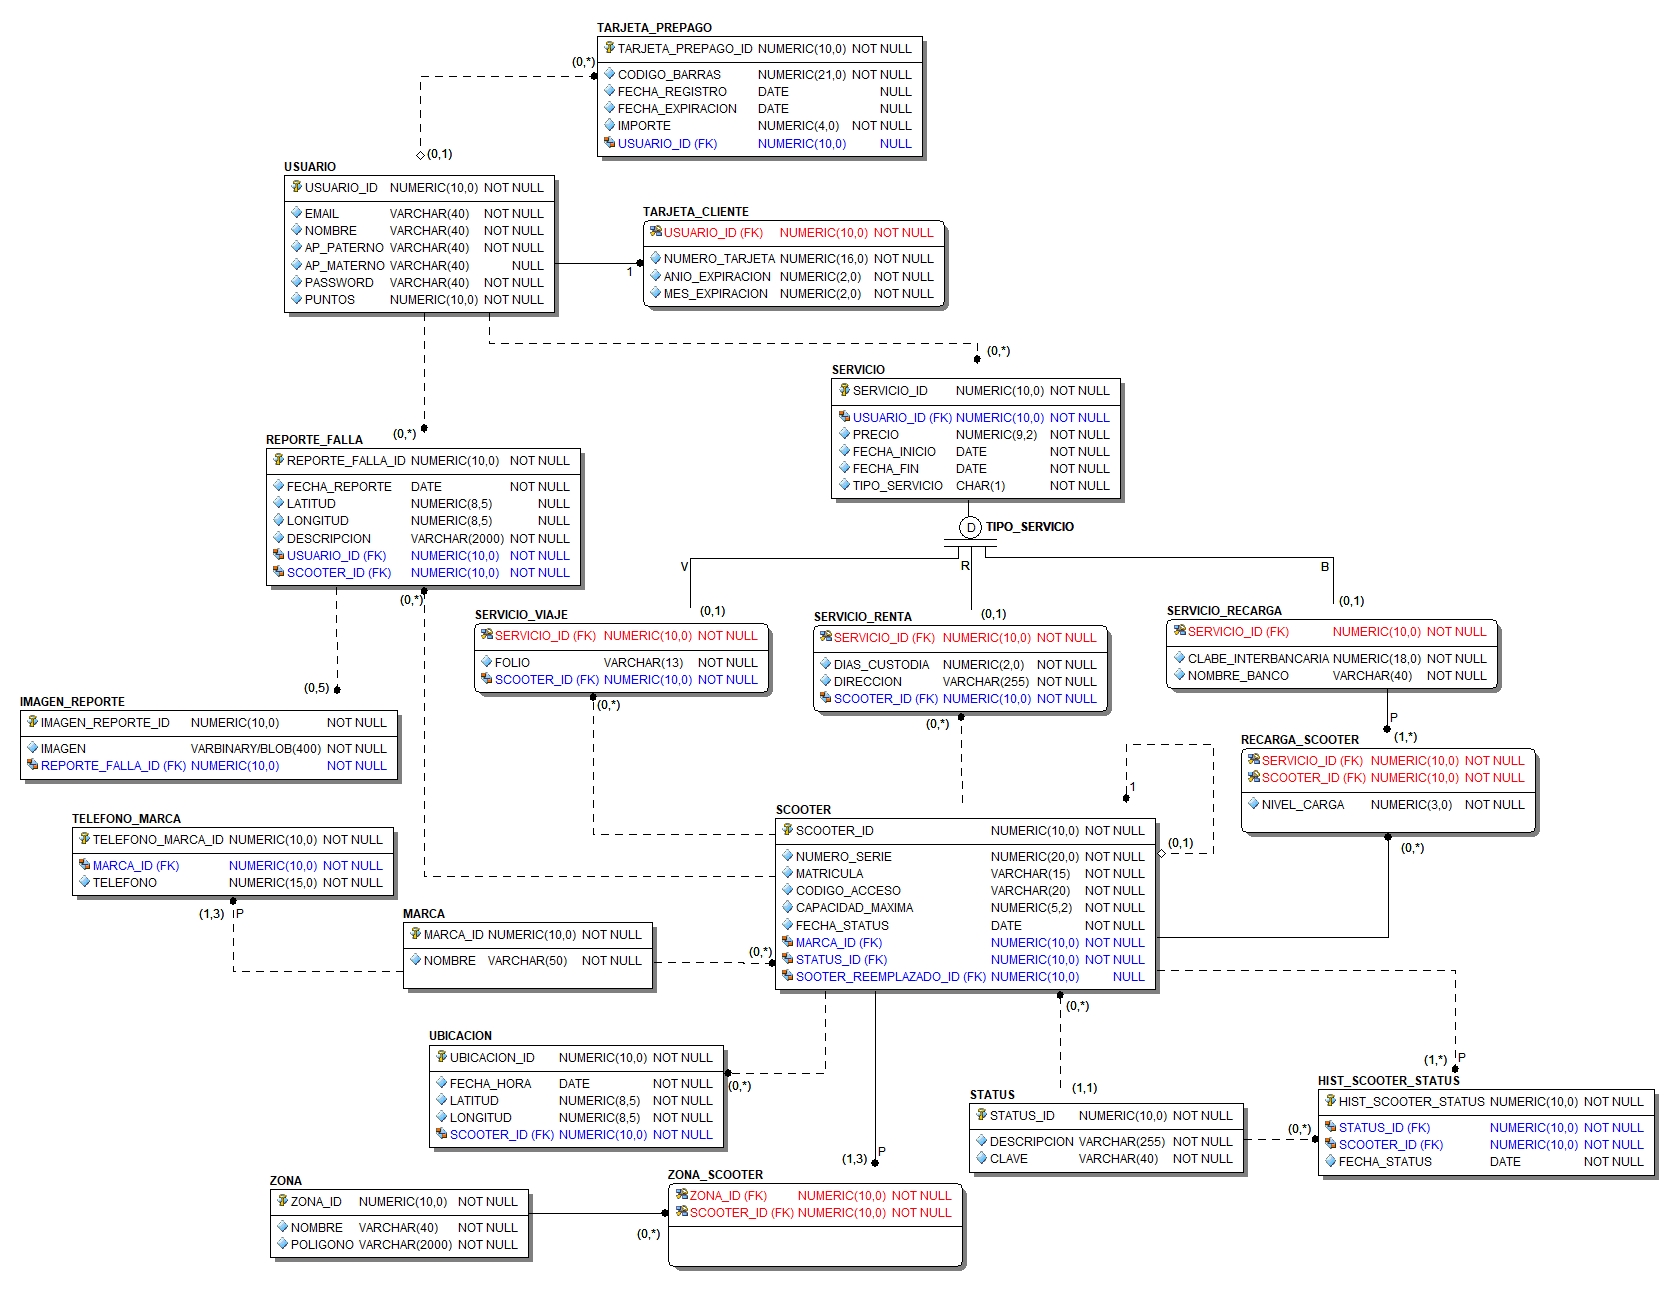 TARJETA_PREPAGO
TARJETA_PREPAGO_ID NUMERIC(10,0) NOT NULL
CODIGO_BARRAS NUMERIC(21,0) NOT NULL
FECHA_REGISTRO DATE NULL
FECHA_EXPIRACION DATE NULL
IMPORTE NUMERIC(4,0) NOT NULL
USUARIO_ID (FK) NUMERIC(10,0) NULL
(0,*)
(0,1)
USUARIO
USUARIO_ID NUMERIC(10,0) NOT NULL
EMAIL VARCHAR(40) NOT NULL
NOMBRE VARCHAR(40) NOT NULL
AP_PATERNO VARCHAR(40) NOT NULL
AP_MATERNO VARCHAR(40) NULL
PASSWORD VARCHAR(40) NOT NULL
PUNTOS NUMERIC(10,0) NOT NULL
TARJETA_CLIENTE
USUARIO_ID (FK) NUMERIC(10,0) NOT NULL
NUMERO_TARJETA NUMERIC(16,0) NOT NULL
ANIO_EXPIRACION NUMERIC(2,0) NOT NULL
MES_EXPIRACION NUMERIC(2,0) NOT NULL
1
(0,*)
SERVICIO
SERVICIO_ID NUMERIC(10,0) NOT NULL
USUARIO_ID (FK) NUMERIC(10,0) NOT NULL
PRECIO NUMERIC(9,2) NOT NULL
FECHA_INICIO DATE NOT NULL
FECHA_FIN DATE NOT NULL
TIPO_SERVICIO CHAR(1) NOT NULL
D TIPO_SERVICIO
V
R
B
(0,*)
REPORTE_FALLA
REPORTE_FALLA_ID NUMERIC(10,0) NOT NULL
FECHA_REPORTE DATE NOT NULL
LATITUD NUMERIC(8,5) NULL
LONGITUD NUMERIC(8,5) NULL
DESCRIPCION VARCHAR(2000) NOT NULL
USUARIO_ID (FK) NUMERIC(10,0) NOT NULL
SCOOTER_ID (FK) NUMERIC(10,0) NOT NULL
(0,*)
(0,1)
SERVICIO_VIAJE
SERVICIO_ID (FK) NUMERIC(10,0) NOT NULL
FOLIO VARCHAR(13) NOT NULL
SCOOTER_ID (FK) NUMERIC(10,0) NOT NULL
(0,*)
(0,1)
SERVICIO_RENTA
SERVICIO_ID (FK) NUMERIC(10,0) NOT NULL
DIAS_CUSTODIA NUMERIC(2,0) NOT NULL
DIRECCION VARCHAR(255) NOT NULL
SCOOTER_ID (FK) NUMERIC(10,0) NOT NULL
(0,*)
(0,1)
SERVICIO_RECARGA
SERVICIO_ID (FK) NUMERIC(10,0) NOT NULL
CLABE_INTERBANCARIA NUMERIC(18,0) NOT NULL
NOMBRE_BANCO VARCHAR(40) NOT NULL
P
(1,*)
RECARGA_SCOOTER
SERVICIO_ID (FK) NUMERIC(10,0) NOT NULL
SCOOTER_ID (FK) NUMERIC(10,0) NOT NULL
NIVEL_CARGA NUMERIC(3,0) NOT NULL
(0,*)
(0,5)
IMAGEN_REPORTE
IMAGEN_REPORTE_ID NUMERIC(10,0) NOT NULL
IMAGEN VARBINARY/BLOB(400) NOT NULL
REPORTE_FALLA_ID (FK) NUMERIC(10,0) NOT NULL
TELEFONO_MARCA
TELEFONO_MARCA_ID NUMERIC(10,0) NOT NULL
MARCA_ID (FK) NUMERIC(10,0) NOT NULL
TELEFONO NUMERIC(15,0) NOT NULL
(1,3) P
MARCA
MARCA_ID NUMERIC(10,0) NOT NULL
NOMBRE VARCHAR(50) NOT NULL
(0,*)
SCOOTER
SCOOTER_ID NUMERIC(10,0) NOT NULL
NUMERO_SERIE NUMERIC(20,0) NOT NULL
MATRICULA VARCHAR(15) NOT NULL
CODIGO_ACCESO VARCHAR(20) NOT NULL
CAPACIDAD_MAXIMA NUMERIC(5,2) NOT NULL
FECHA_STATUS DATE NOT NULL
MARCA_ID (FK) NUMERIC(10,0) NOT NULL
STATUS_ID (FK) NUMERIC(10,0) NOT NULL
SOOTER_REEMPLAZADO_ID (FK) NUMERIC(10,0) NULL
1
(0,1)
UBICACION
UBICACION_ID NUMERIC(10,0) NOT NULL
FECHA_HORA DATE NOT NULL
LATITUD NUMERIC(8,5) NOT NULL
LONGITUD NUMERIC(8,5) NOT NULL
SCOOTER_ID (FK) NUMERIC(10,0) NOT NULL
(0,*)
(0,*)
(1,1)
STATUS
STATUS_ID NUMERIC(10,0) NOT NULL
DESCRIPCION VARCHAR(255) NOT NULL
CLAVE VARCHAR(40) NOT NULL
(0,*)
(1,*) P
HIST_SCOOTER_STATUS
HIST_SCOOTER_STATUS NUMERIC(10,0) NOT NULL
STATUS_ID (FK) NUMERIC(10,0) NOT NULL
SCOOTER_ID (FK) NUMERIC(10,0) NOT NULL
FECHA_STATUS DATE NOT NULL
ZONA
ZONA_ID NUMERIC(10,0) NOT NULL
NOMBRE VARCHAR(40) NOT NULL
POLIGONO VARCHAR(2000) NOT NULL
(0,*)
(1,3) P
ZONA_SCOOTER
ZONA_ID (FK) NUMERIC(10,0) NOT NULL
SCOOTER_ID (FK) NUMERIC(10,0) NOT NULL